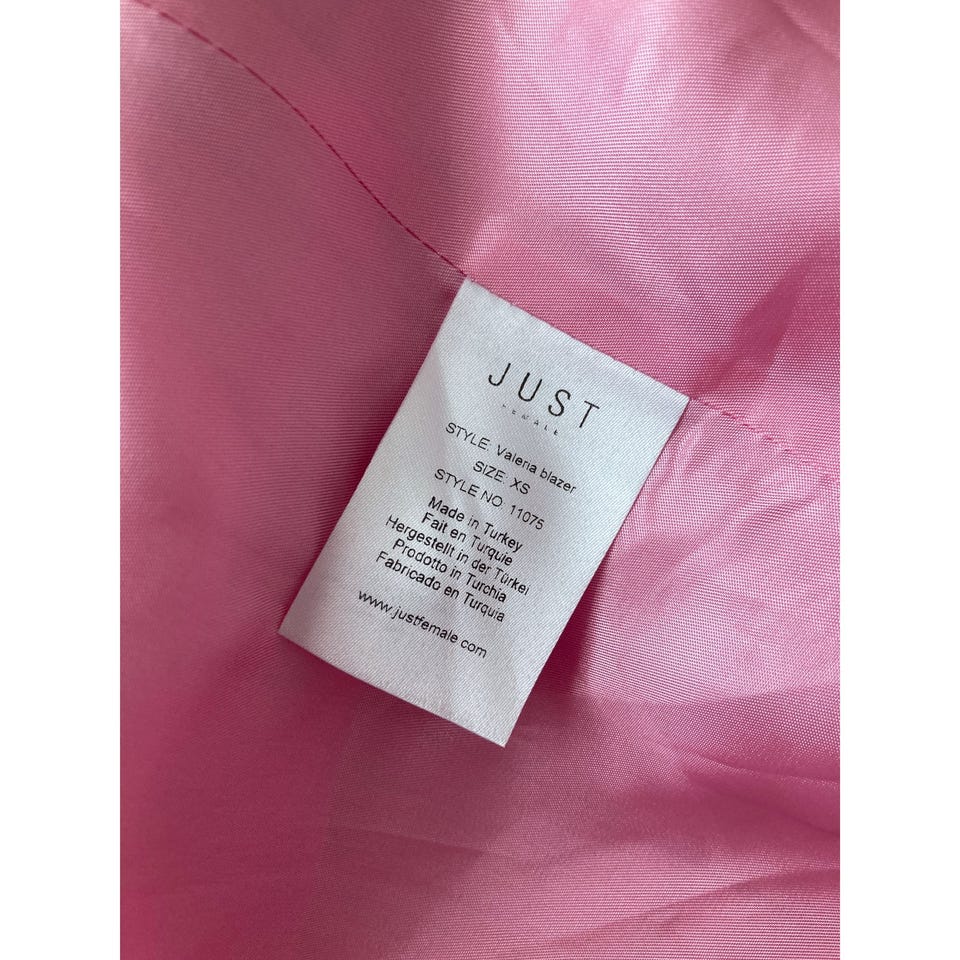 JUST
FEMALE
STYLE: Valeria blazer
SIZE: XS
STYLE NO. 11075
Made in Turkey
Fait en Turquie
Hergestellt in der Türkei
Prodotto in Turchia
Fabricado en Turquia
www.justfemale.com